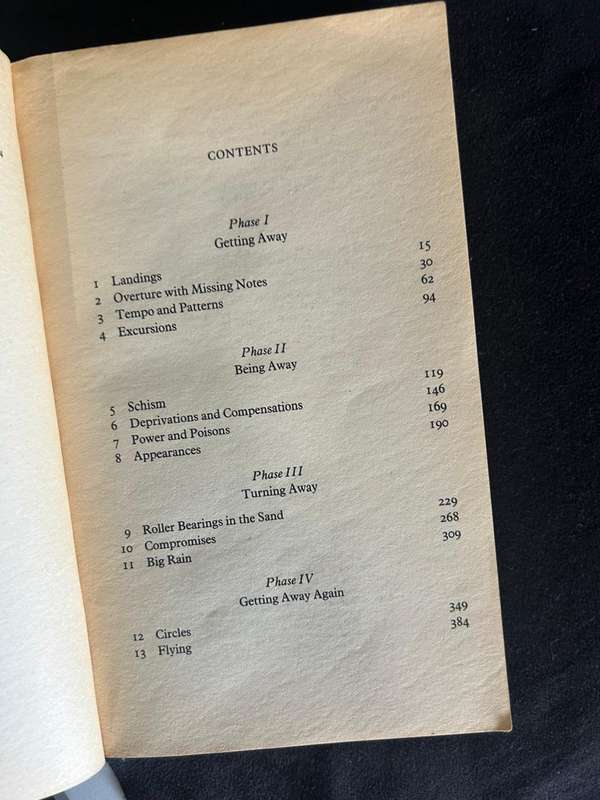 N
CONTENTS
Phase I
Getting Away
1 Landings 15
2 Overture with Missing Notes 30
3 Tempo and Patterns 62
4 Excursions 94
Phase II
Being Away
5 Schism 119
6 Deprivations and Compensations 146
7 Power and Poisons 169
8 Appearances 190
Phase III
Turning Away
9 Roller Bearings in the Sand 229
10 Compromises 268
11 Big Rain 309
Phase IV
Getting Away Again
12 Circles 349
13 Flying 384